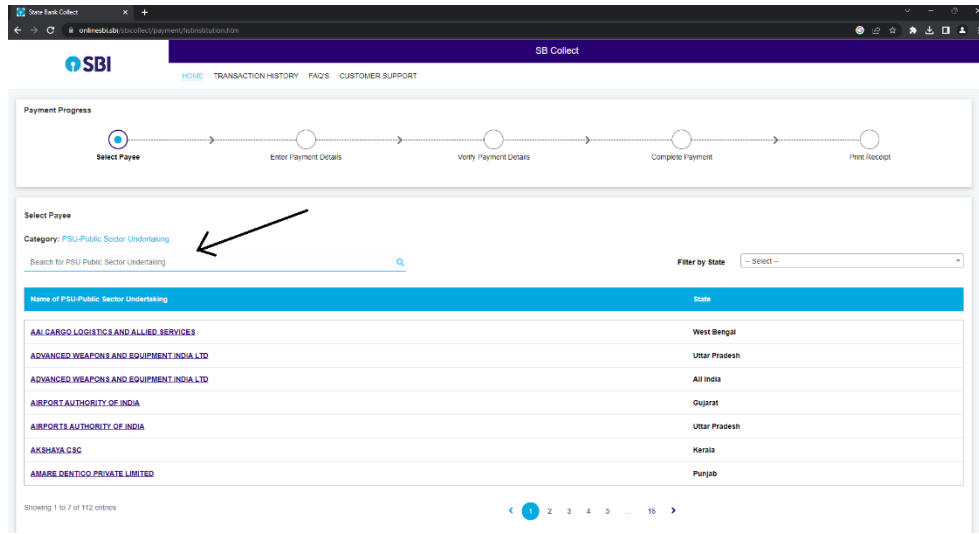 State Bank Collect
onlinesbi.sbi/sbicollect/payment/listinstitution.htm
SBI
SB Collect
HOME TRANSACTION HISTORY FAQ'S CUSTOMER SUPPORT
Payment Progress
Select Payee Enter Payment Details Verify Payment Details Complete Payment Print Receipt
Select Payee
Category: PSU-Public Sector Undertaking
Search for PSU-Public Sector Undertaking Filter by State -- Select --
Name of PSU-Public Sector Undertaking State
AAI CARGO LOGISTICS AND ALLIED SERVICES West Bengal
ADVANCED WEAPONS AND EQUIPMENT INDIA LTD Uttar Pradesh
ADVANCED WEAPONS AND EQUIPMENT INDIA LTD All India
AIRPORT AUTHORITY OF INDIA Gujarat
AIRPORTS AUTHORITY OF INDIA Uttar Pradesh
AKSHAYA CSC Kerala
AMARE DENTICO PRIVATE LIMITED Punjab
Showing 1 to 7 of 112 entries 1 2 3 4 5 ... 16